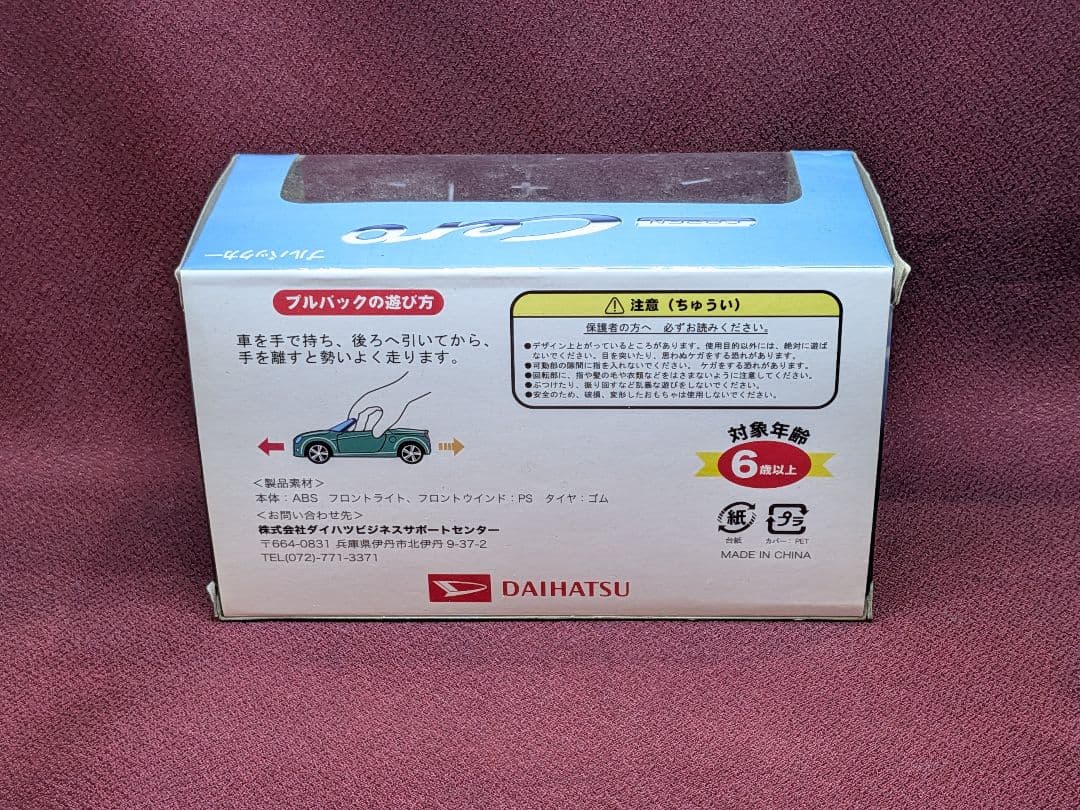 COPEN
Cero
プルバックカー
プルバックの遊び方
車を手で持ち、後ろへ引いてから、
手を離すと勢いよく走ります。
注意（ちゅうい）
保護者の方へ　必ずお読みください。
●デザイン上とがっているところがあります。使用目的以外には、絶対に遊ば
ないでください。目を突いたり、思わぬケガをする恐れがあります。
●可動部の隙間に指を入れないでください。ケガをする恐れがあります。
●回転部に、指や髪の毛や衣類などをはさまないように注意してください。
●ぶつけたり、振り回すなど乱暴な遊びをしないでください。
●安全のため、破損、変形したおもちゃは使用しないでください。
対象年齢
6歳以上
＜製品素材＞
本体：ABS　フロントライト、フロントウインド：PS　タイヤ：ゴム
＜お問い合わせ先＞
株式会社ダイハツビジネスサポートセンター
〒664-0831 兵庫県伊丹市北伊丹 9-37-2
TEL(072)-771-3371
紙
台紙
プラ
カバー：PET
MADE IN CHINA
DAIHATSU